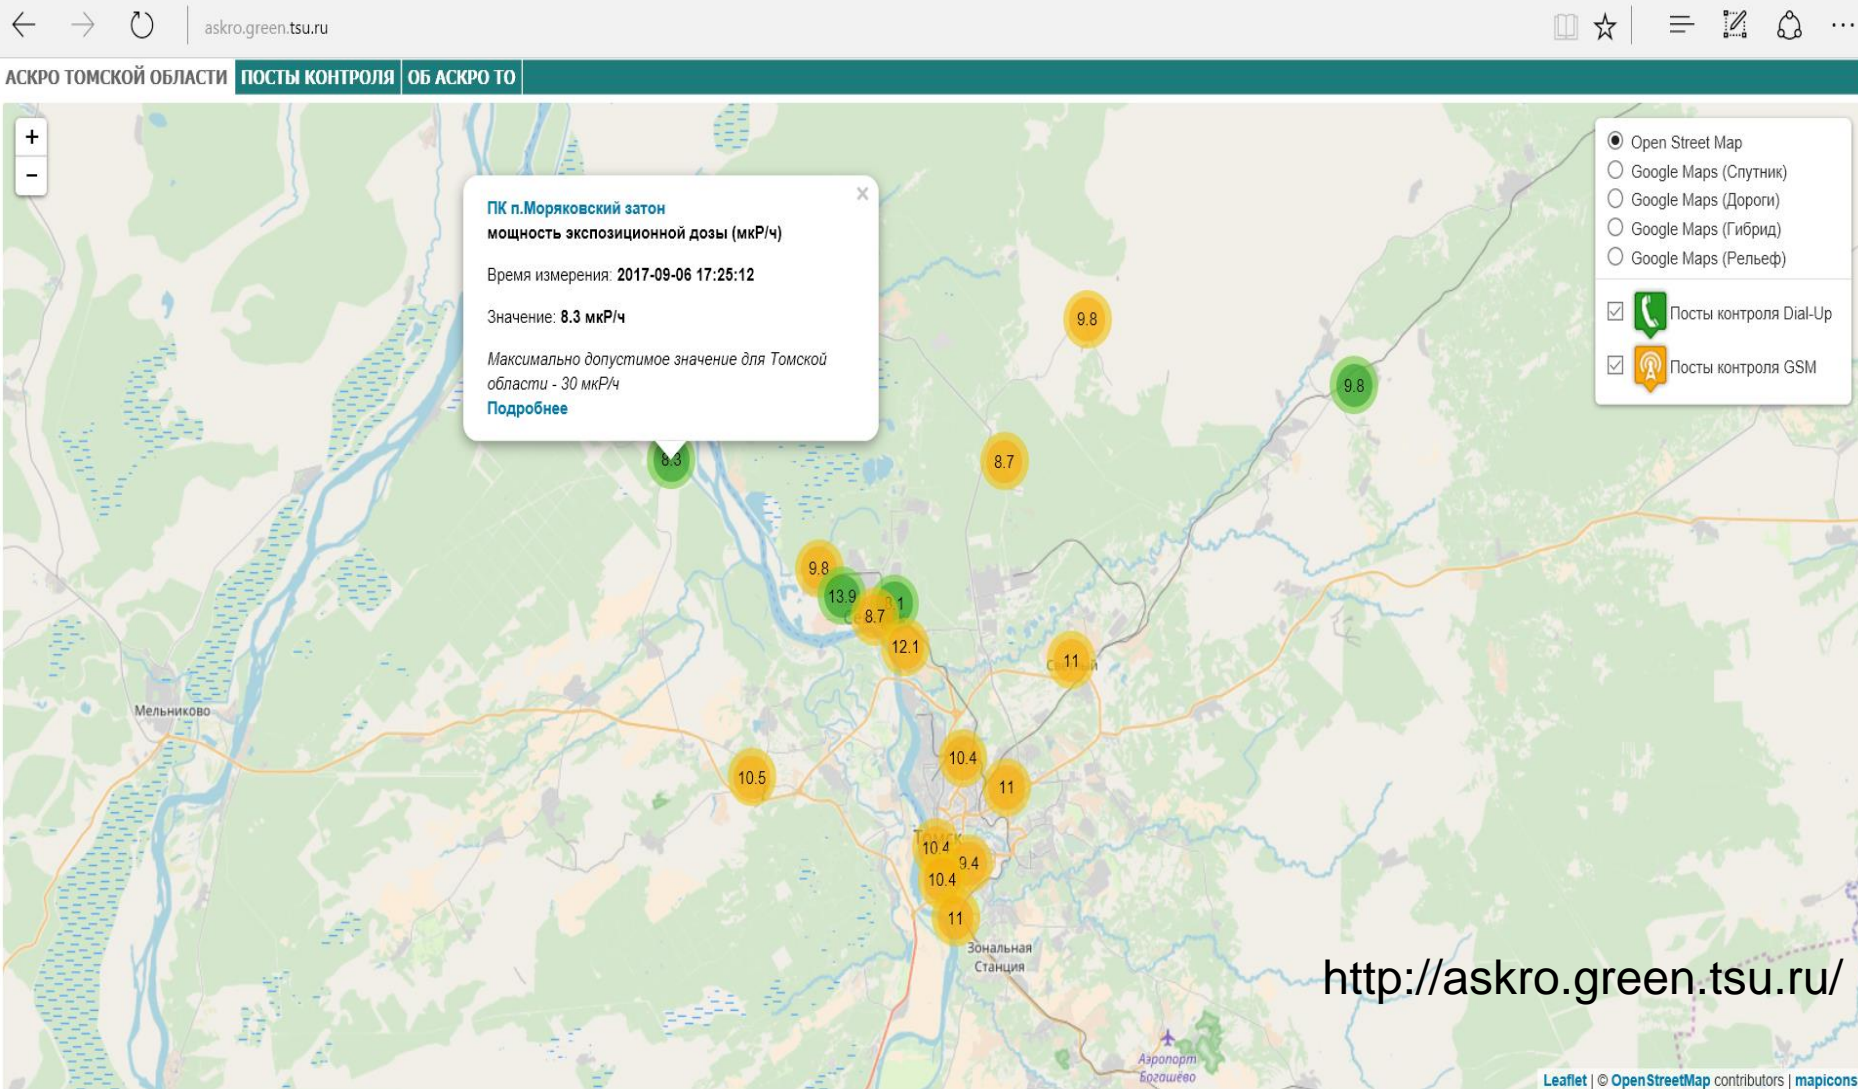 askro.green.tsu.ru
АСКРО ТОМСКОЙ ОБЛАСТИ
ПОСТЫ КОНТРОЛЯ
ОБ АСКРО ТО
+
−
ПК п.Моряковский затон
мощность экспозиционной дозы (мкР/ч)
Время измерения: 2017-09-06 17:25:12
Значение: 8.3 мкР/ч
Максимально допустимое значение для Томской
области - 30 мкР/ч
Подробнее
Open Street Map
Google Maps (Спутник)
Google Maps (Дороги)
Google Maps (Гибрид)
Google Maps (Рельеф)
Посты контроля Dial-Up
Посты контроля GSM
9.8
9.8
8.3
8.7
9.8
13.9
8.7
12.1
11
Мельниково
10.4
10.5
11
Томск
10.4
9.4
10.4
11
Зональная
Станция
http://askro.green.tsu.ru/
Аэропорт
Богашёво
Leaflet | © OpenStreetMap contributors | mapicons